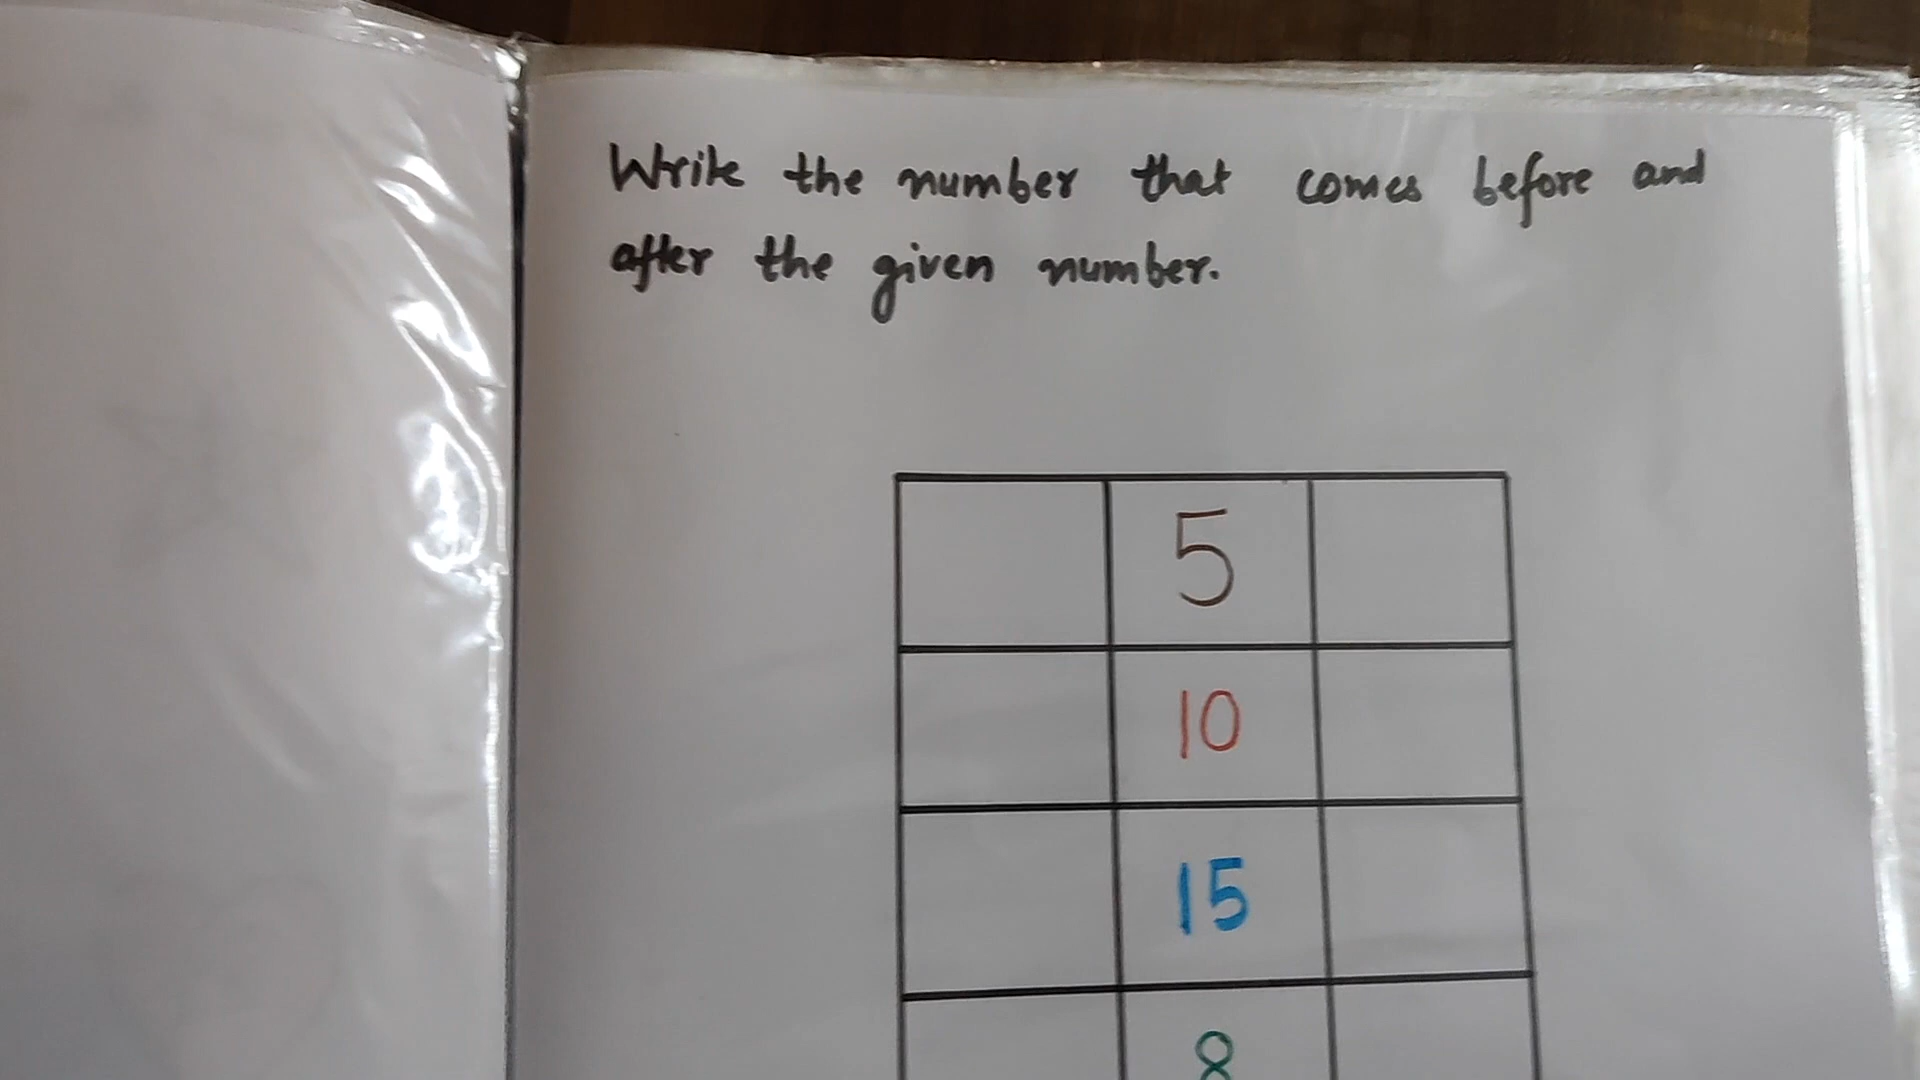 Write the number that comes before and
after the given number.
5
10
15
8